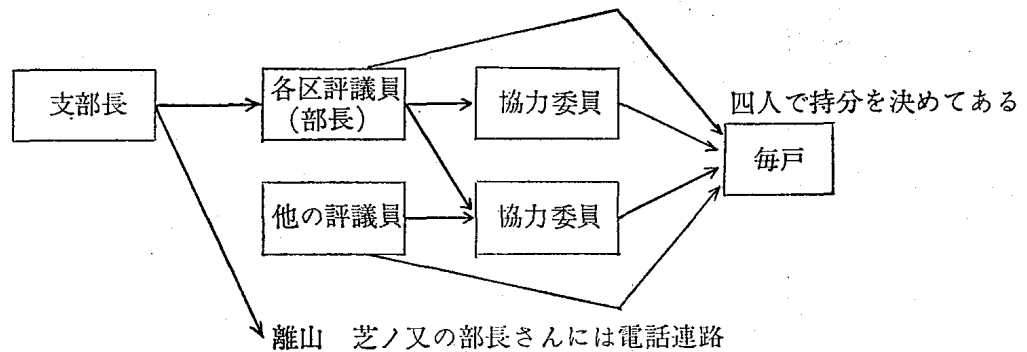 支部長
各区評議員
(部長)
協力委員
四人で持分を決めてある
毎戸
他の評議員
協力委員
離山 芝ノ又の部長さんには電話連路